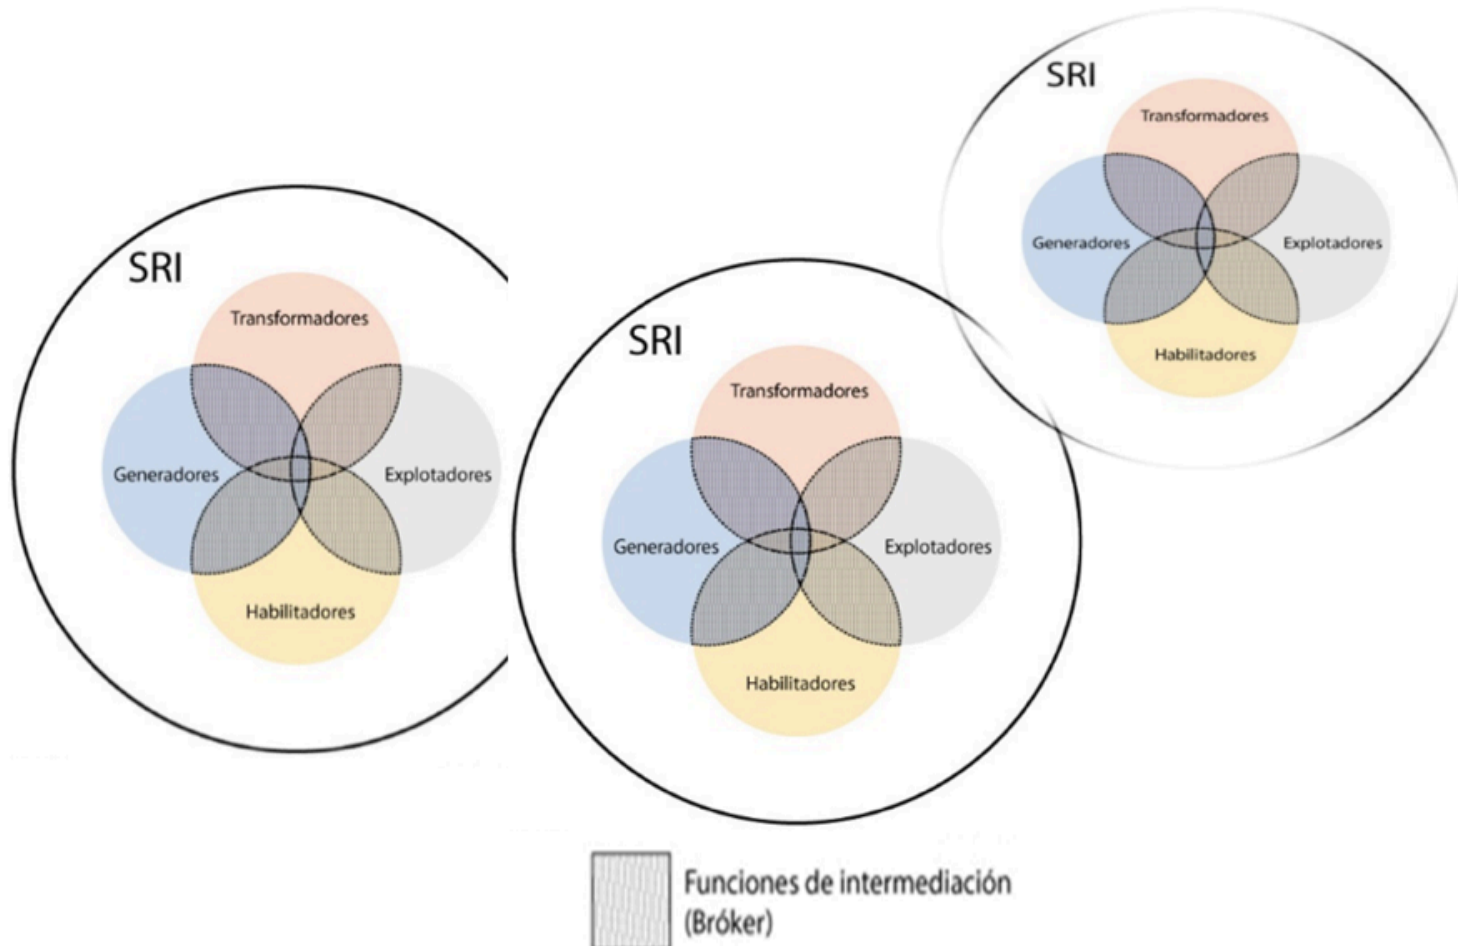 SRI
Transformadores
Generadores
Explotadores
Habilitadores
SRI
Transformadores
Generadores
Explotadores
Habilitadores
SRI
Transformadores
Generadores
Explotadores
Habilitadores
Funciones de intermediación
(Bróker)